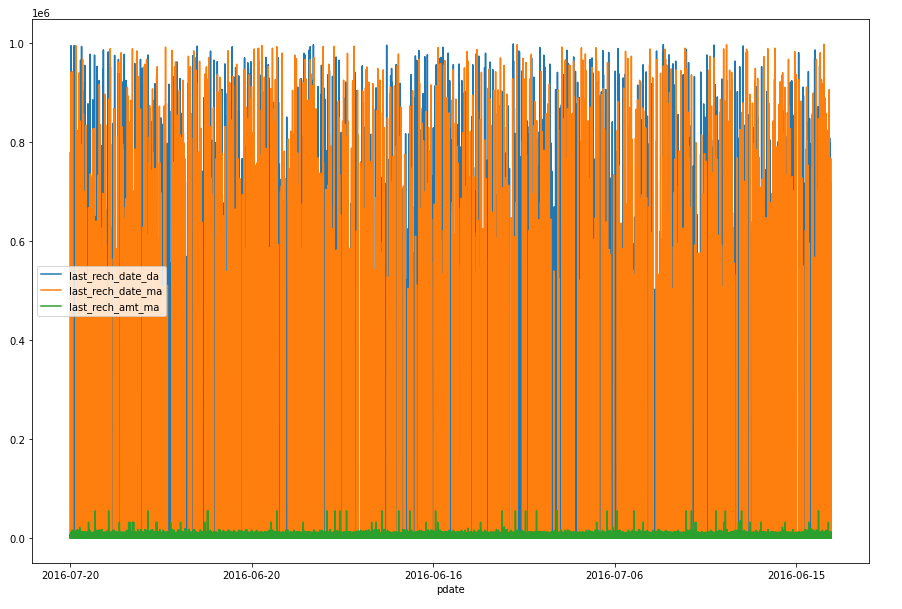 1e6
1.0
0.8
0.6
last_rech_date_da
last_rech_date_ma
last_rech_amt_ma
0.4
0.2
0.0
2016-07-20 2016-06-20 2016-06-16 2016-07-06 2016-06-15
pdate